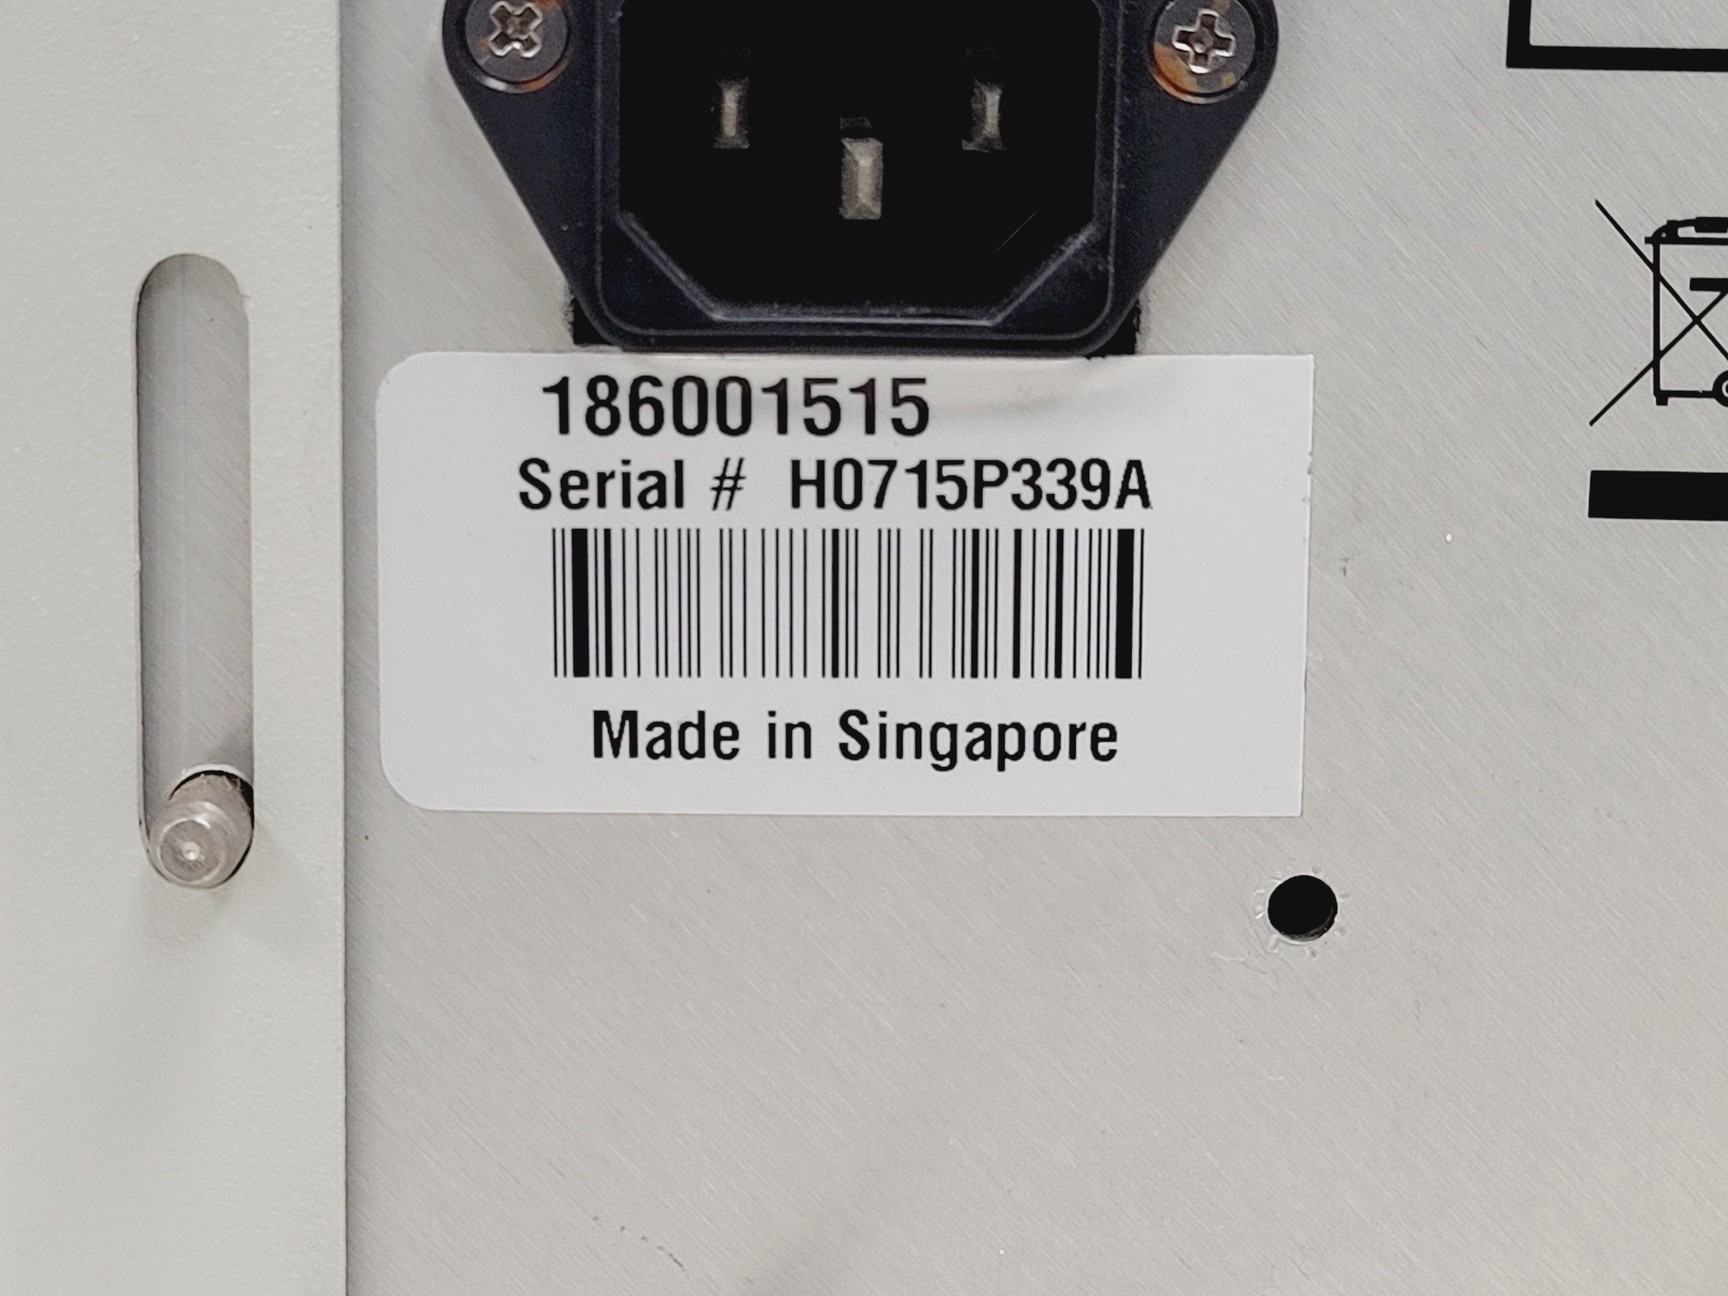 186001515
Serial # H0715P339A
Made in Singapore